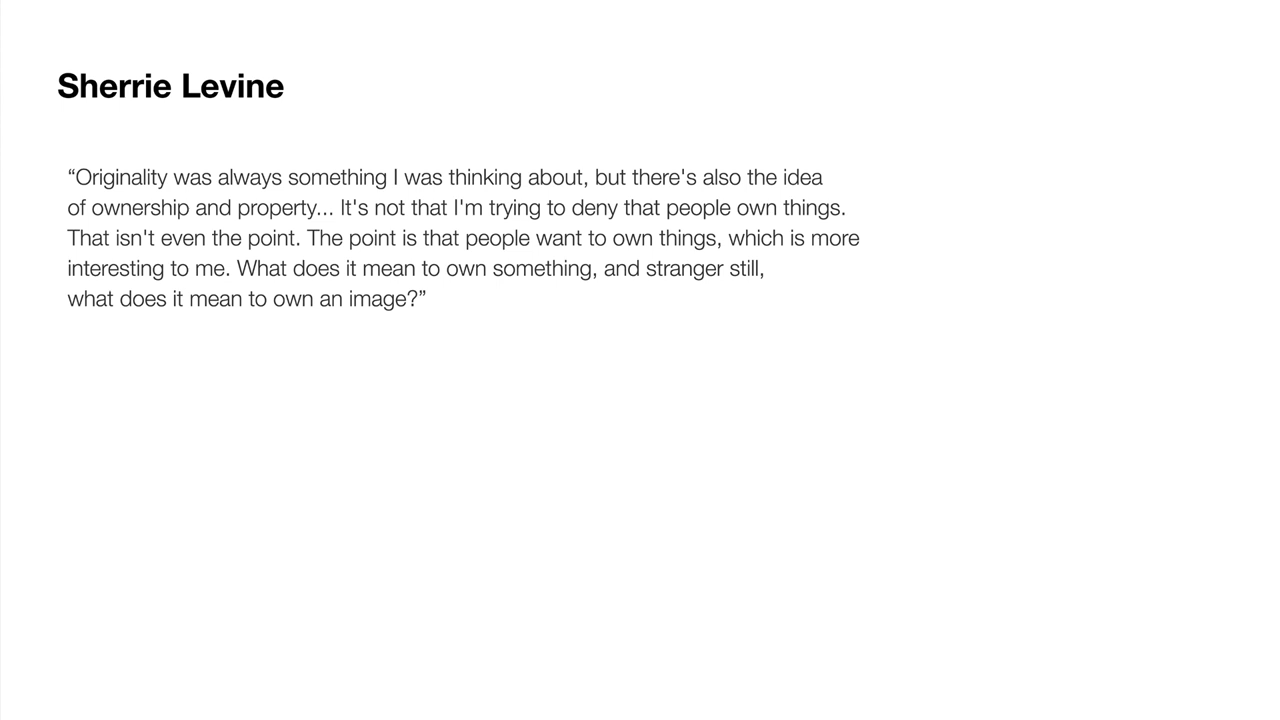 Sherrie Levine
“Originality was always something I was thinking about, but there's also the idea
of ownership and property... It's not that I'm trying to deny that people own things.
That isn't even the point. The point is that people want to own things, which is more
interesting to me. What does it mean to own something, and stranger still,
what does it mean to own an image?”